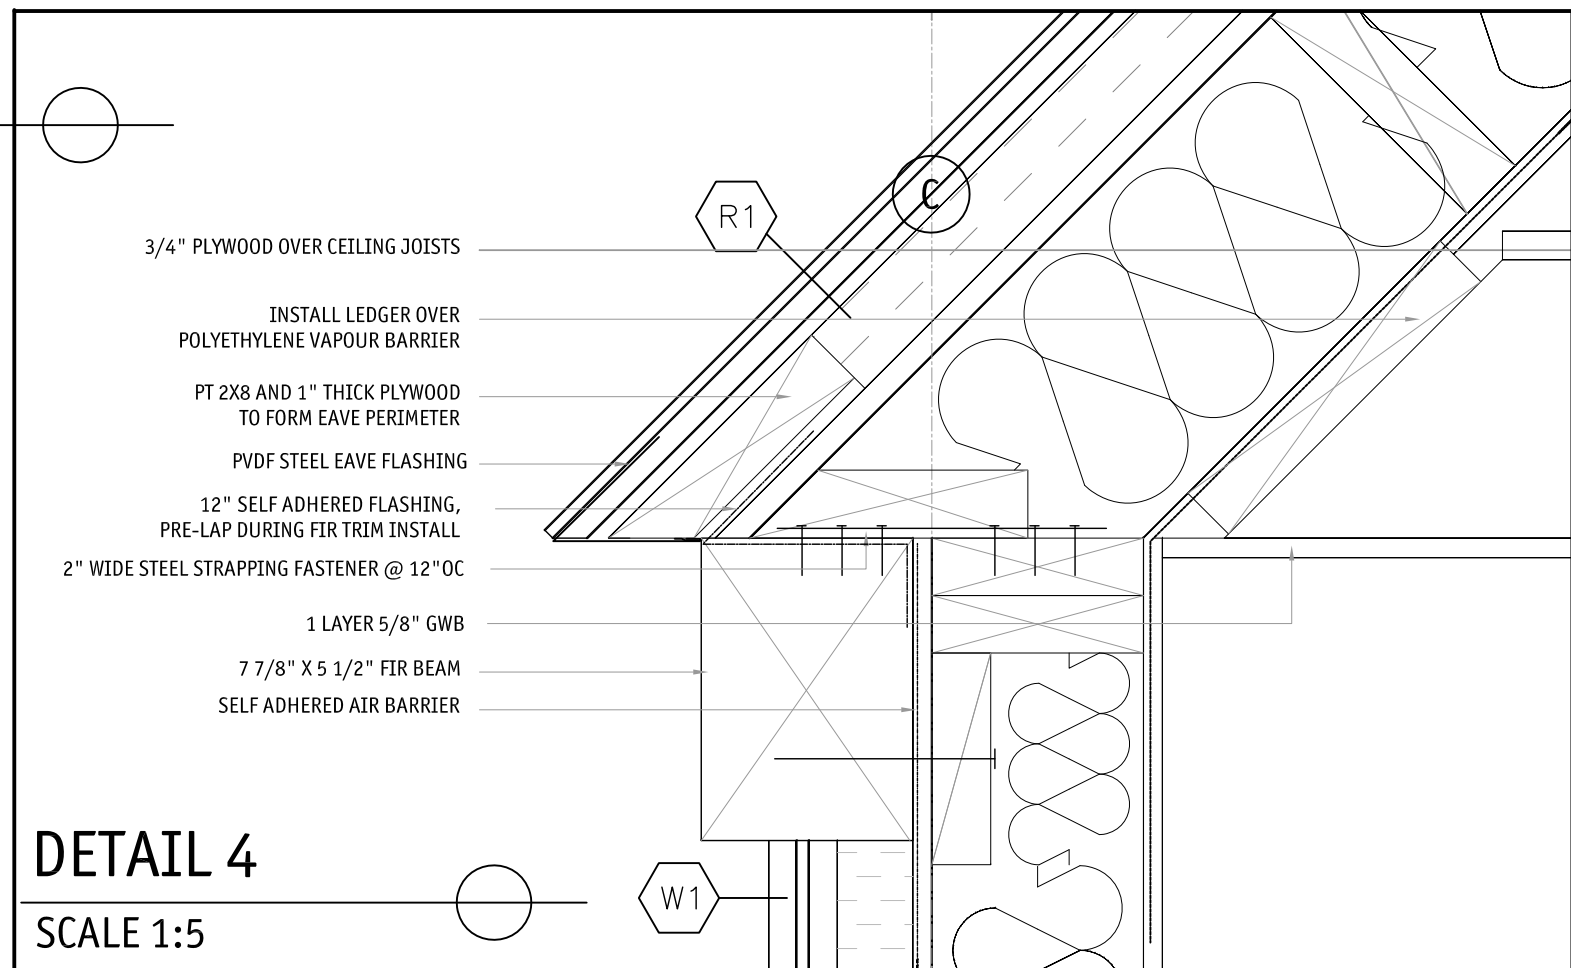 C
R1
3/4" PLYWOOD OVER CEILING JOISTS
INSTALL LEDGER OVER
POLYETHYLENE VAPOUR BARRIER
PT 2X8 AND 1" THICK PLYWOOD
TO FORM EAVE PERIMETER
PVDF STEEL EAVE FLASHING
12" SELF ADHERED FLASHING,
PRE-LAP DURING FIR TRIM INSTALL
2" WIDE STEEL STRAPPING FASTENER @ 12"OC
1 LAYER 5/8" GWB
7 7/8" X 5 1/2" FIR BEAM
SELF ADHERED AIR BARRIER
DETAIL 4
SCALE 1:5
W1